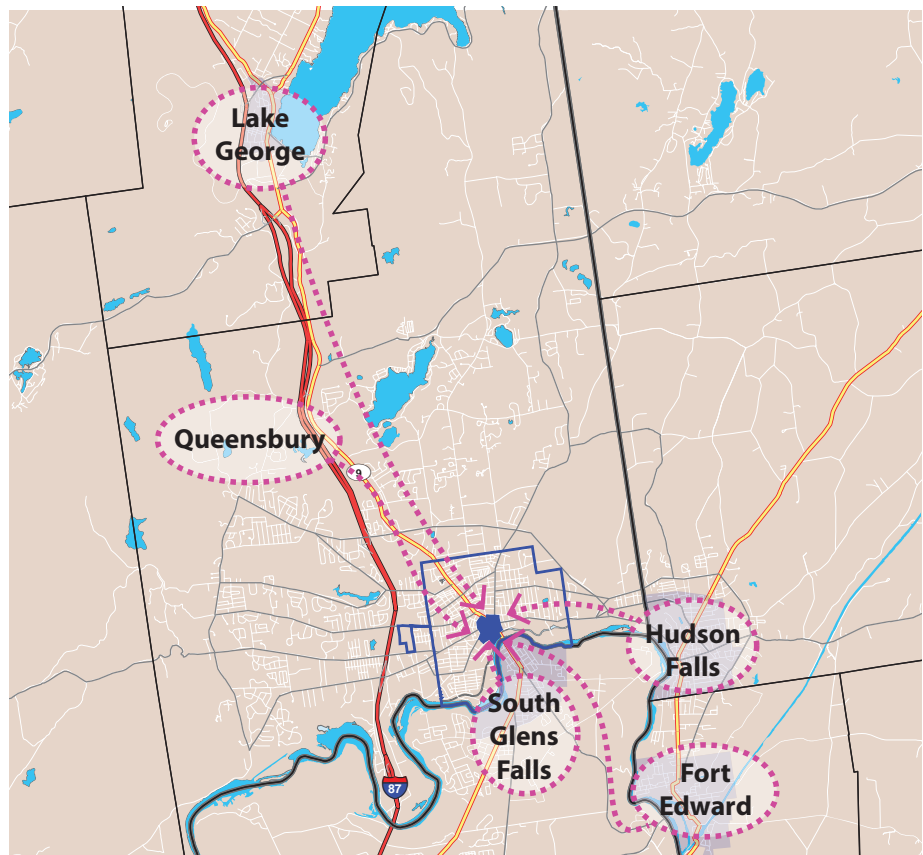 Lake
George
Queensbury
9
Hudson
Falls
South
Glens
Falls
Fort
Edward
87